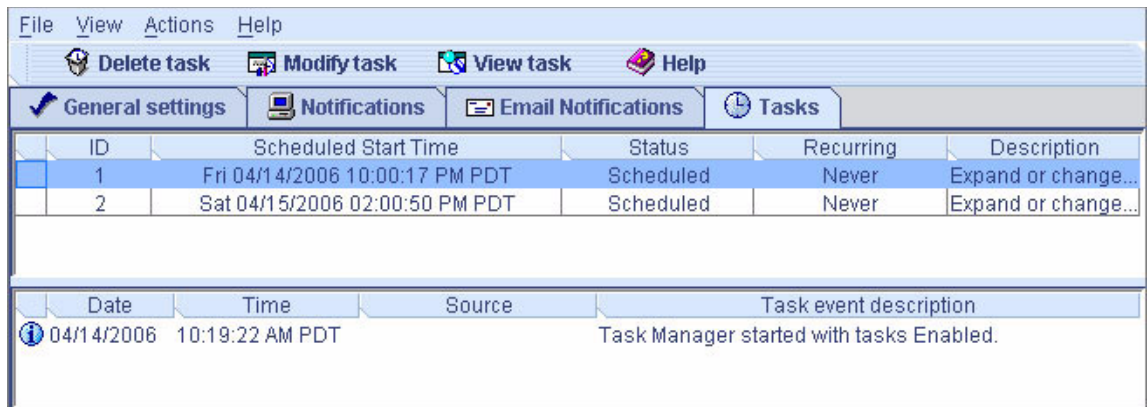 File View Actions Help
Delete task Modify task View task Help
General settings Notifications Email Notifications Tasks
ID Scheduled Start Time Status Recurring Description
1 Fri 04/14/2006 10:00:17 PM PDT Scheduled Never Expand or change...
2 Sat 04/15/2006 02:00:50 PM PDT Scheduled Never Expand or change...
Date Time Source Task event description
04/14/2006 10:19:22 AM PDT Task Manager started with tasks Enabled.